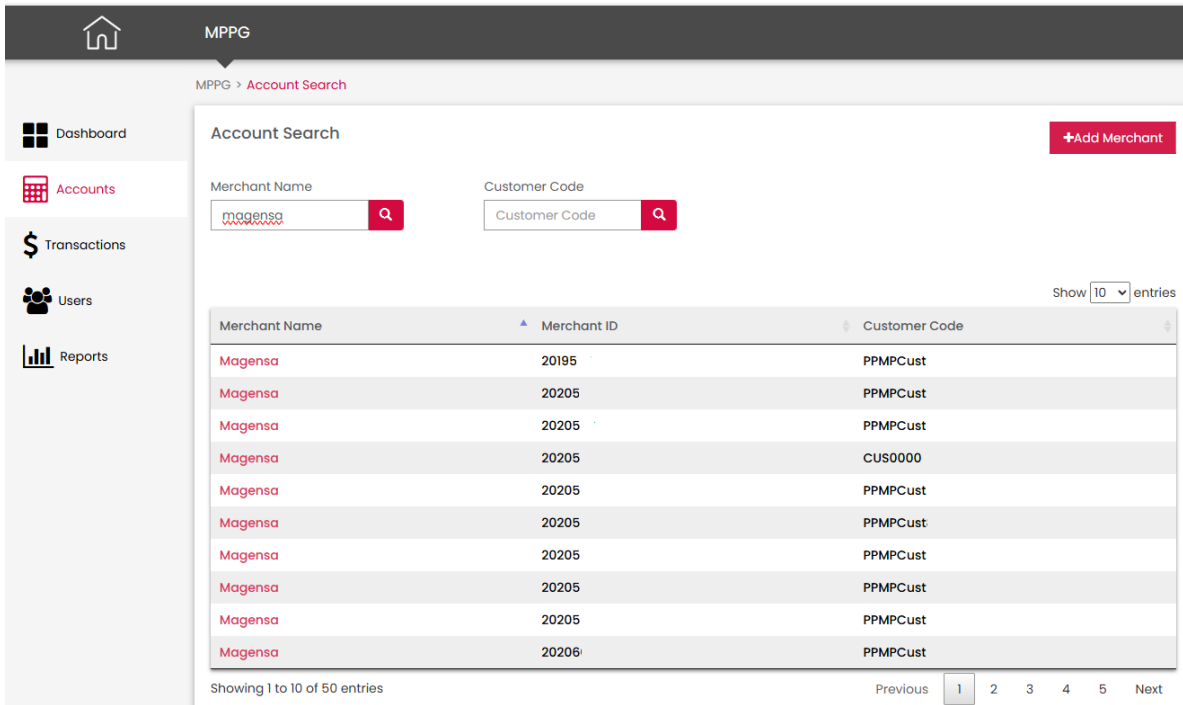 MPPG
MPPG > Account Search
Dashboard
Accounts
Transactions
Users
Reports
Account Search
+Add Merchant
Merchant Name Customer Code
magensa Customer Code
Show 10 entries
Merchant Name Merchant ID Customer Code
Magensa 20195 PPMPCust
Magensa 20205 PPMPCust
Magensa 20205 PPMPCust
Magensa 20205 CUS0000
Magensa 20205 PPMPCust
Magensa 20205 PPMPCust
Magensa 20205 PPMPCust
Magensa 20205 PPMPCust
Magensa 20205 PPMPCust
Magensa 20206 PPMPCust
Showing 1 to 10 of 50 entries Previous 1 2 3 4 5 Next